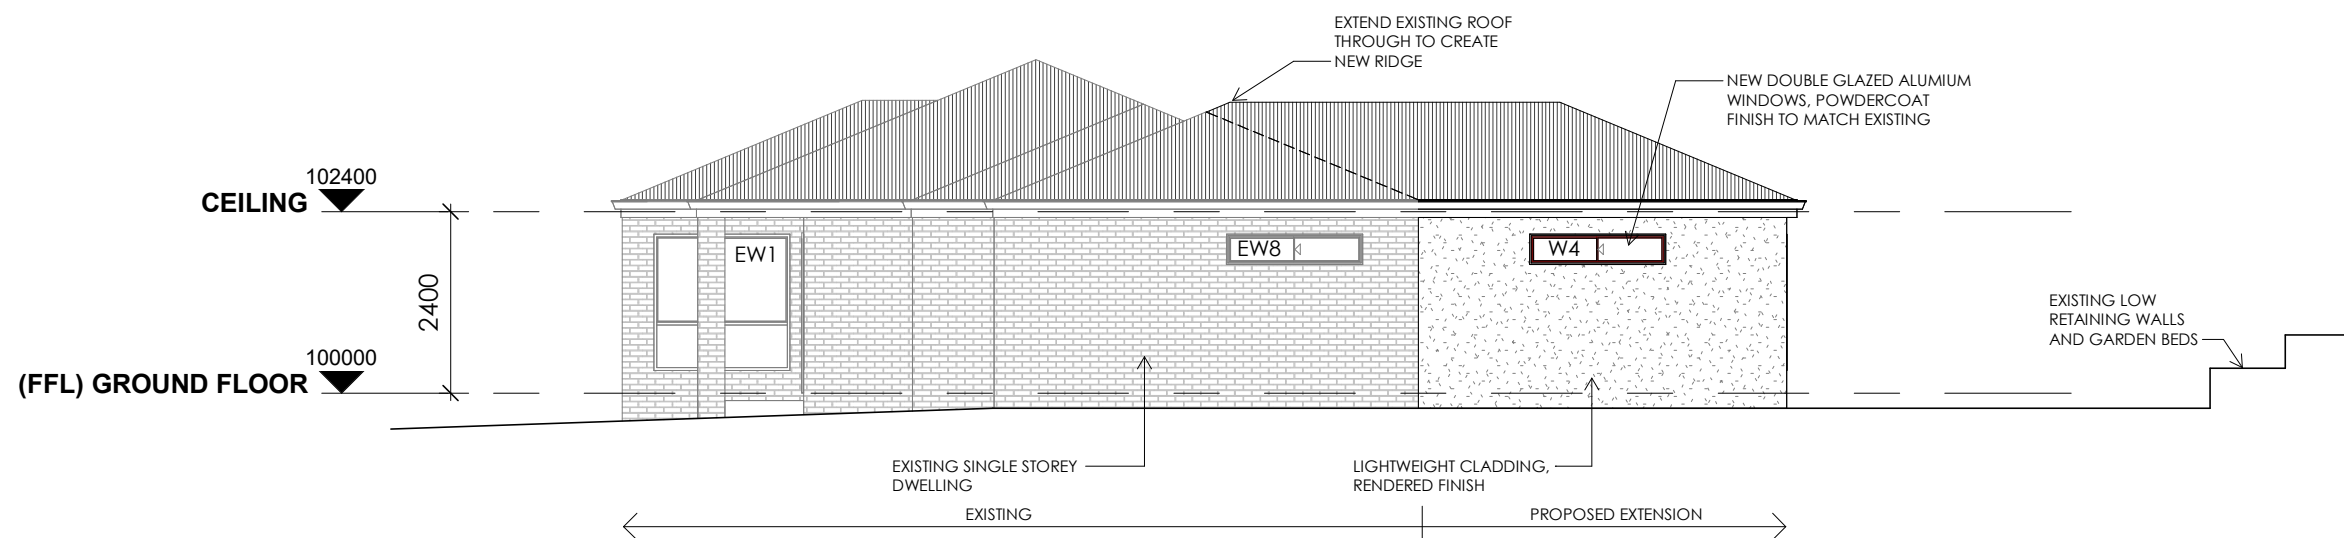 EXTEND EXISTING ROOF
THROUGH TO CREATE
NEW RIDGE
NEW DOUBLE GLAZED ALUMIUM
WINDOWS, POWDERCOAT
FINISH TO MATCH EXISTING
102400
CEILING
2400
100000
(FFL) GROUND FLOOR
EW1
EW8
W4
EXISTING LOW
RETAINING WALLS
AND GARDEN BEDS
EXISTING SINGLE STOREY
DWELLING
LIGHTWEIGHT CLADDING,
RENDERED FINISH
EXISTING
PROPOSED EXTENSION